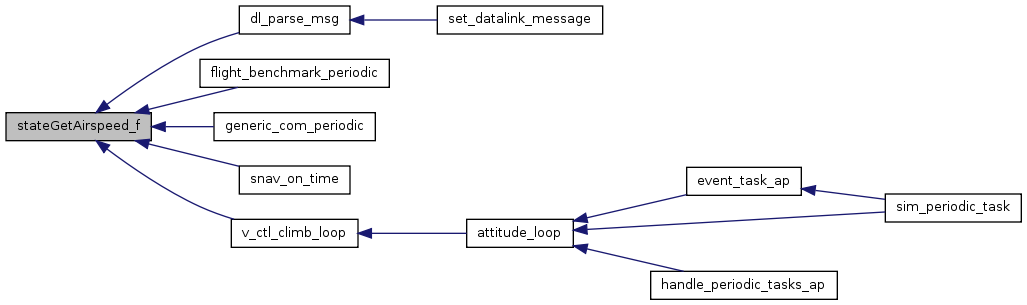 dl_parse_msg
set_datalink_message
flight_benchmark_periodic
stateGetAirspeed_f
generic_com_periodic
snav_on_time
event_task_ap
sim_periodic_task
v_ctl_climb_loop
attitude_loop
handle_periodic_tasks_ap